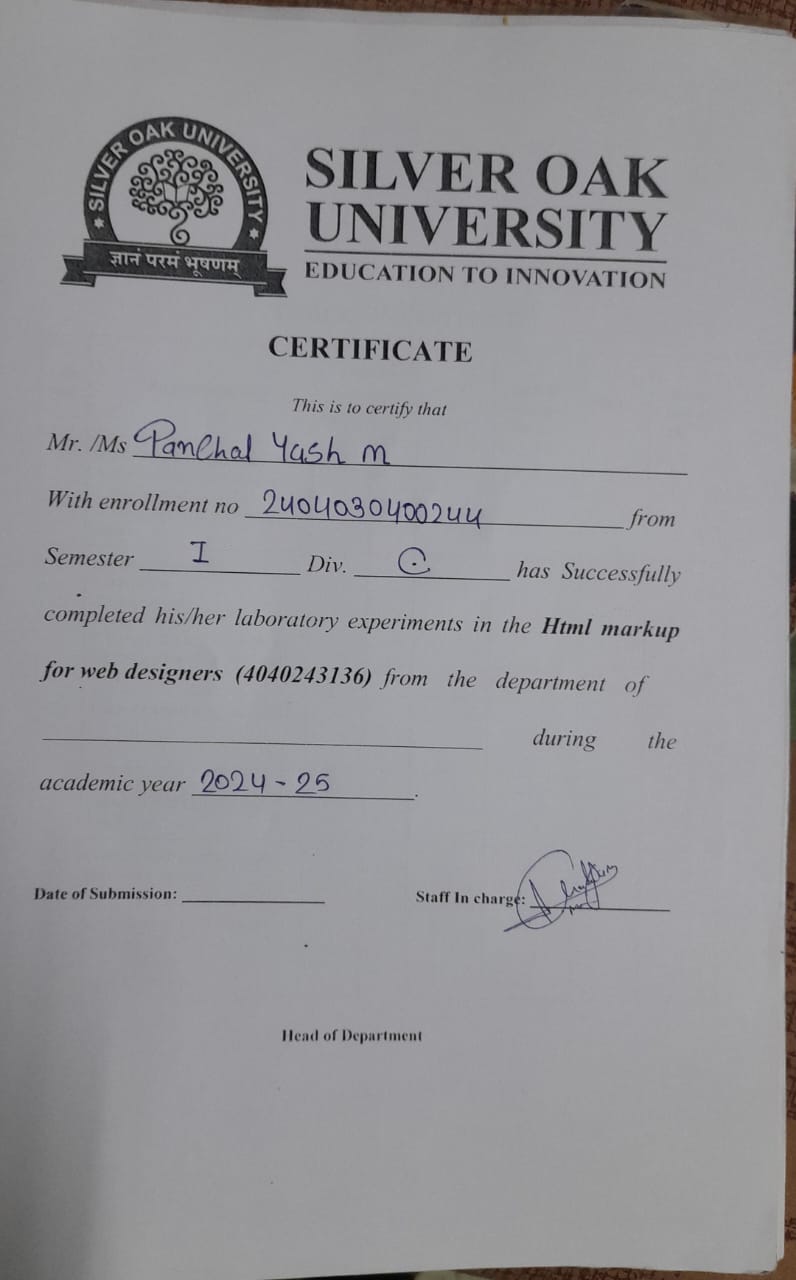 SILVER OAK UNIVERSITY
ज्ञानं परमं भूषणम्
SILVER OAK
UNIVERSITY
EDUCATION TO INNOVATION
CERTIFICATE
This is to certify that
Mr. /Ms Panchal Yash M
With enrollment no 2404030400244 from
Semester I Div. C has Successfully
completed his/her laboratory experiments in the Html markup
for web designers (4040243136) from the department of
during the
academic year 2024-25.
Date of Submission: Staff In charge:
Head of Department